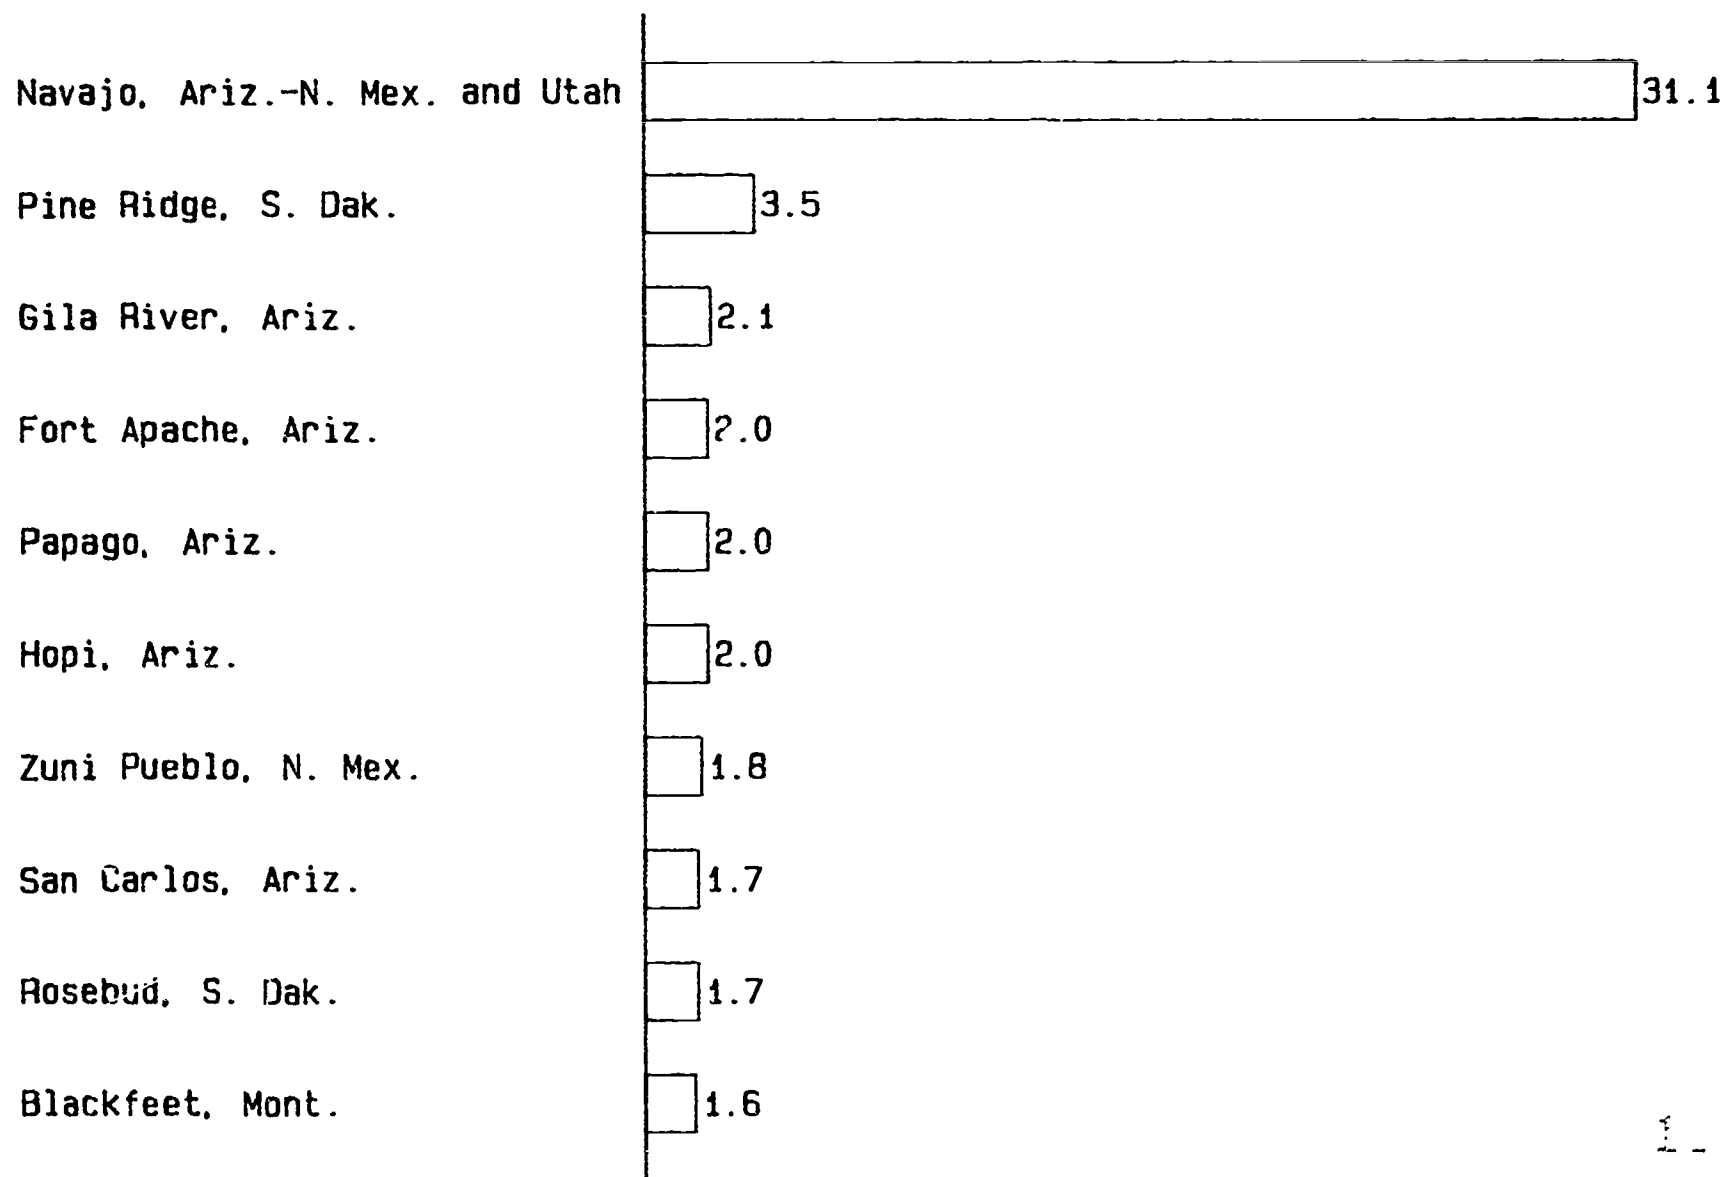 Navajo, Ariz.-N. Mex. and Utah 31.1
Pine Ridge, S. Dak. 3.5
Gila River, Ariz. 2.1
Fort Apache, Ariz. 2.0
Papago, Ariz. 2.0
Hopi, Ariz. 2.0
Zuni Pueblo, N. Mex. 1.8
San Carlos, Ariz. 1.7
Rosebud, S. Dak. 1.7
Blackfeet, Mont. 1.6